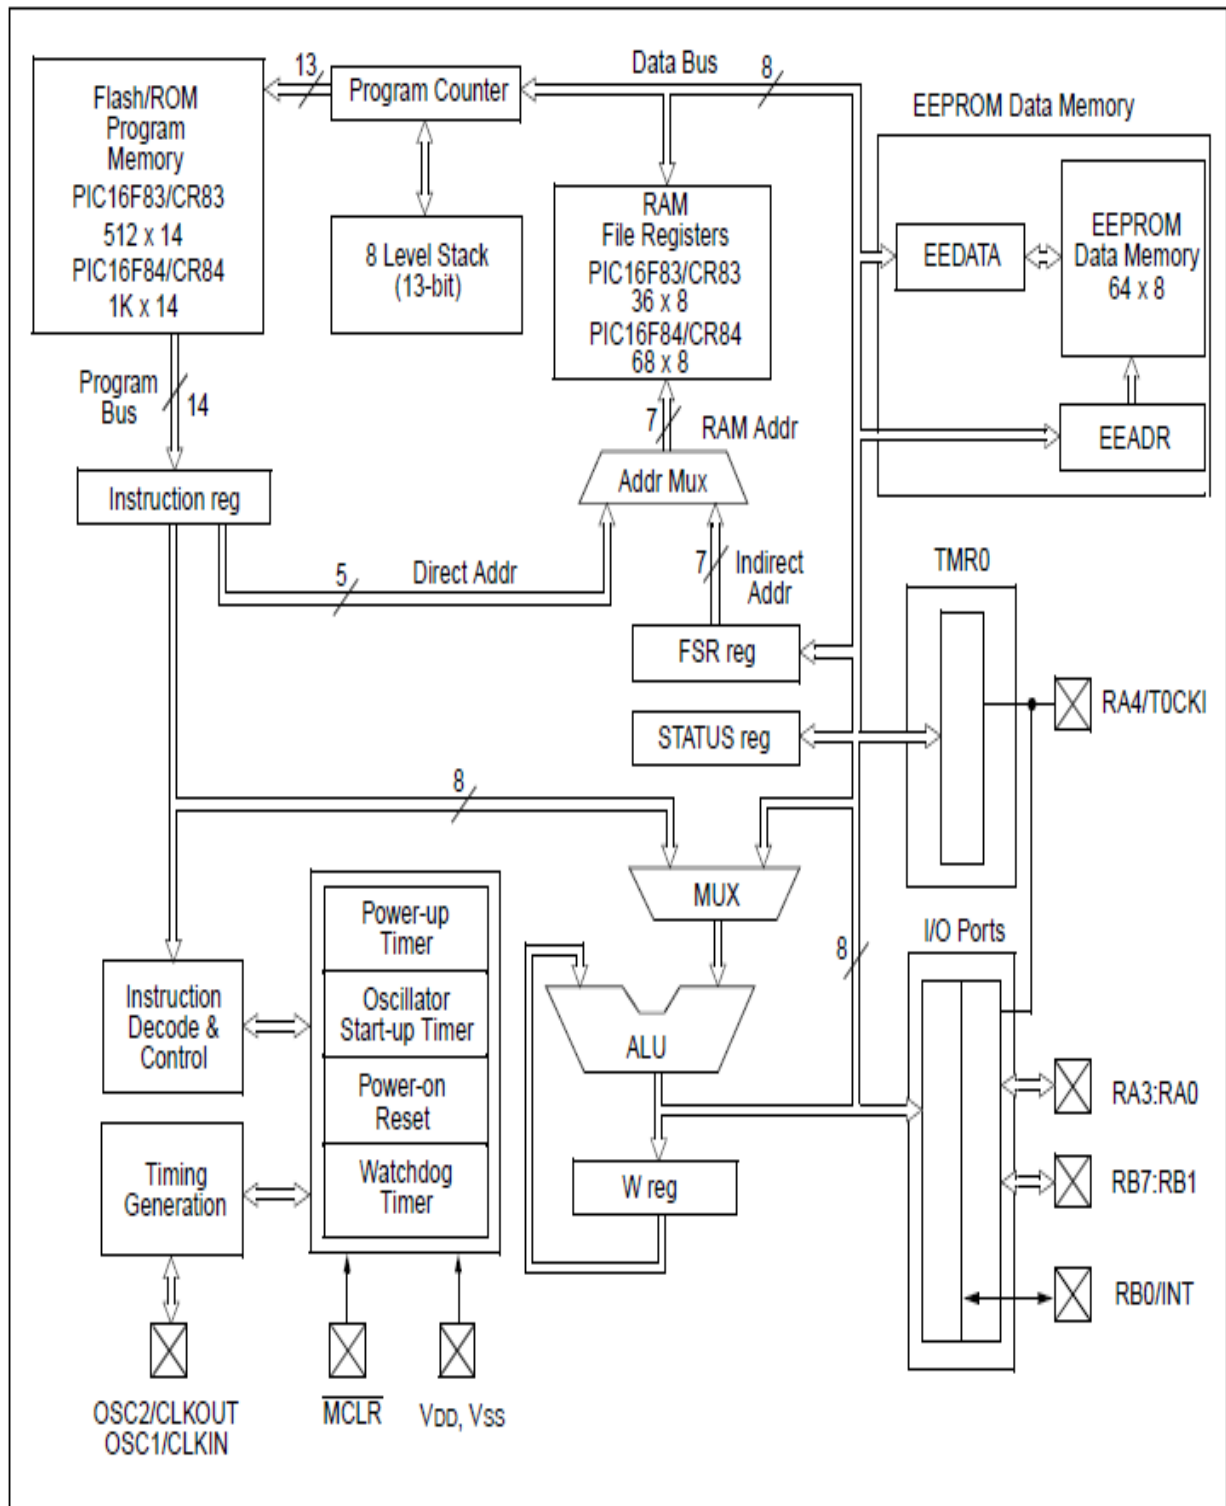 Flash/ROM
Program
Memory
PIC16F83/CR83
512 x 14
PIC16F84/CR84
1K x 14
13
Program Counter
Data Bus
8
EEPROM Data Memory
8 Level Stack
(13-bit)
RAM
File Registers
PIC16F83/CR83
36 x 8
PIC16F84/CR84
68 x 8
EEDATA
EEPROM
Data Memory
64 x 8
EEADR
Program
Bus
14
7
RAM Addr
Addr Mux
Instruction reg
5
Direct Addr
7
Indirect
Addr
TMR0
FSR reg
RA4/T0CKI
STATUS reg
8
MUX
Power-up
Timer
I/O Ports
8
Instruction
Decode &
Control
Oscillator
Start-up Timer
ALU
Power-on
Reset
RA3:RA0
Timing
Generation
Watchdog
Timer
W reg
RB7:RB1
RB0/INT
OSC2/CLKOUT
OSC1/CLKIN
MCLR
VDD, VSS